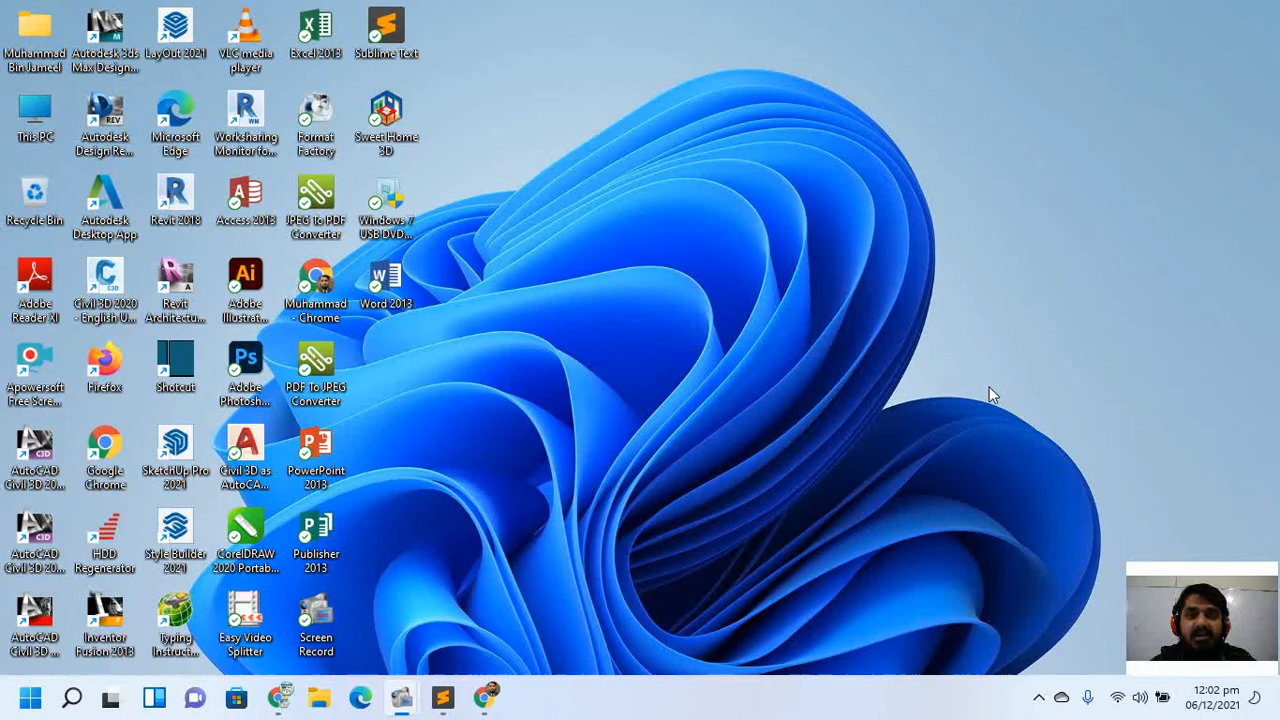 Muhammad
Bin Jameel
Autodesk 3ds
Max Design...
LayOut 2021
VLC media
player
Excel 2013
Sublime Text
This PC
Autodesk
Design Re...
Microsoft
Edge
Worksharing
Monitor fo...
Format
Factory
Sweet Home
3D
Recycle Bin
Autodesk
Desktop App
Revit 2018
Access 2013
JPEG To PDF
Converter
Windows 7
USB DVD...
Adobe
Reader XI
Civil 3D 2020
- English U...
Revit
Architectu...
Adobe
Illustrat...
Muhammad
- Chrome
Word 2013
Apowersoft
Free Scre...
Firefox
Shotcut
Adobe
Photosh...
PDF To JPEG
Converter
AutoCAD
Civil 3D 20...
Google
Chrome
SketchUp Pro
2021
Civil 3D as
AutoCA...
PowerPoint
2013
AutoCAD
Civil 3D 20...
HDD
Regenerator
Style Builder
2021
CorelDRAW
2020 Portab...
Publisher
2013
AutoCAD
Civil 3D ...
Inventor
Fusion 2013
Typing
Instruct...
Easy Video
Splitter
Screen
Record
12:02 pm
06/12/2021